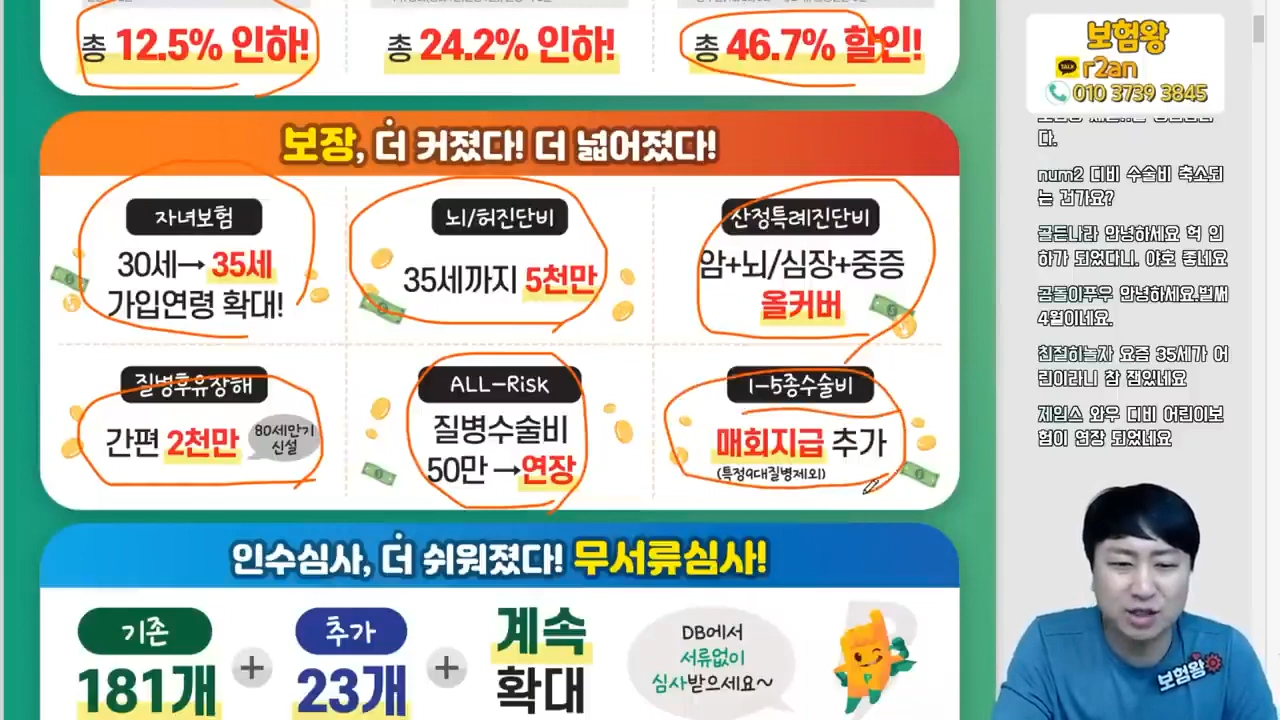 총 12.5% 인하!
총 24.2% 인하!
총 46.7% 할인!
보장, 더 커졌다! 더 넓어졌다!
자녀보험
30세→ 35세
가입연령 확대!
뇌/허진단비
35세까지 5천만
산정특례진단비
암+뇌/심장+중증
올커버
질병후유장해
간편 2천만
80세만기
신설
ALL-Risk
질병수술비
50만 →연장
1-5종수술비
매회지급 추가
(특정9대질병제외)
인수심사, 더 쉬워졌다! 무서류심사!
기존
181개
+
추가
23개
+
계속
확대
DB에서
서류없이
심사받으세요~
P
보험왕
TALK r2an
010 3739 3845
다.
num2 디비 수술비 축소되
는 건가요?
골든나라 안녕하세요 헉 인
하가 되었다니. 야호 좋네요
곰돌이푸우 안녕하세요.벌써
4월이네요.
친절히놀자 요즘 35세가 어
린이라니 참 잼있네요
제임스 와우 디비 어린이보
험이 연장 되었네요
보험왕